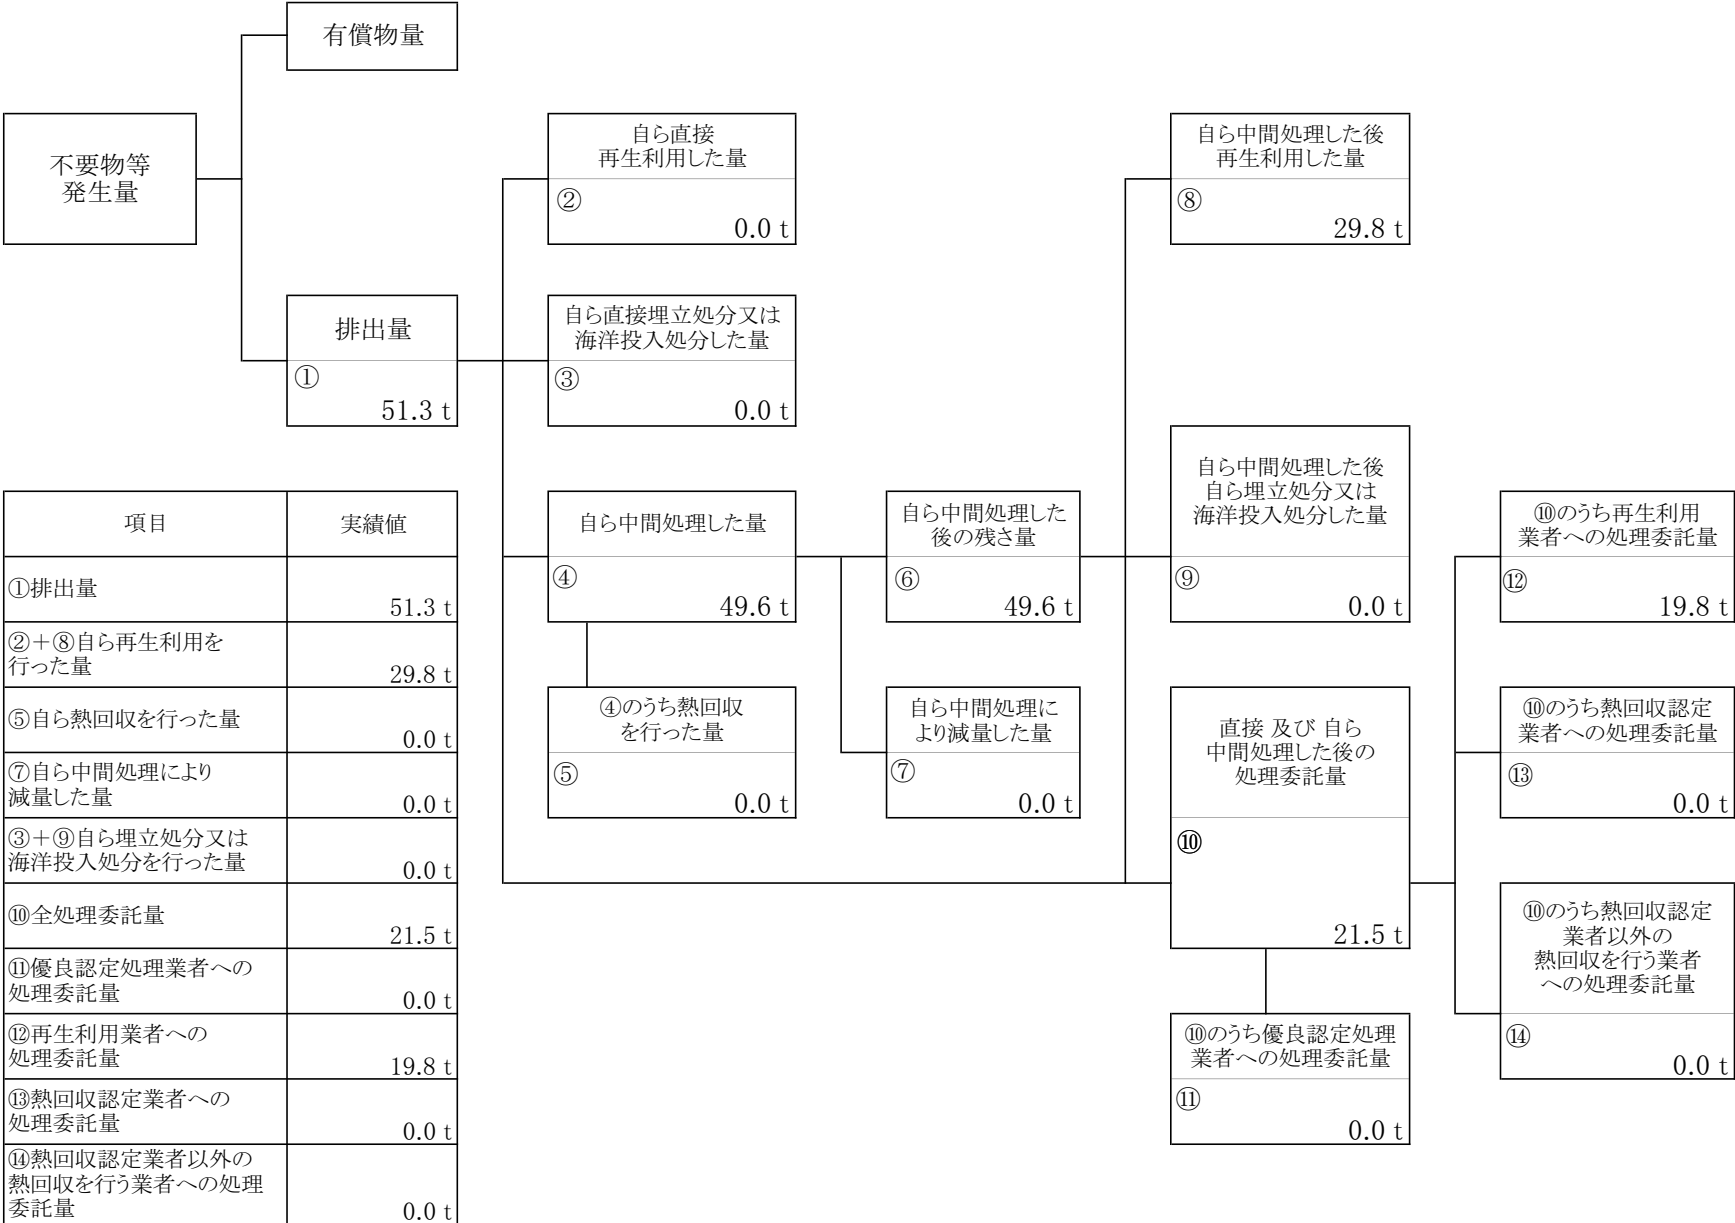 有償物量
不要物等
発生量
自ら直接
再生利用した量
②
0.0 t
自ら中間処理した後
再生利用した量
⑧
29.8 t
排出量
①
51.3 t
自ら直接埋立処分又は
海洋投入処分した量
③
0.0 t
自ら中間処理した量
④
49.6 t
自ら中間処理した
後の残さ量
⑥
49.6 t
自ら中間処理した後
自ら埋立処分又は
海洋投入処分した量
⑨
0.0 t
⑩のうち再生利用
業者への処理委託量
⑫
19.8 t
④のうち熱回収
を行った量
⑤
0.0 t
自ら中間処理に
より減量した量
⑦
0.0 t
直接 及び 自ら
中間処理した後の
処理委託量
⑩
21.5 t
⑩のうち熱回収認定
業者への処理委託量
⑬
0.0 t
⑩のうち熱回収認定
業者以外の
熱回収を行う業者
への処理委託量
⑭
0.0 t
⑩のうち優良認定処理
業者への処理委託量
⑪
0.0 t
項目 実績値
①排出量
51.3 t
②＋⑧自ら再生利用を
行った量
29.8 t
⑤自ら熱回収を行った量
0.0 t
⑦自ら中間処理により
減量した量
0.0 t
③＋⑨自ら埋立処分又は
海洋投入処分を行った量
0.0 t
⑩全処理委託量
21.5 t
⑪優良認定処理業者への
処理委託量
0.0 t
⑫再生利用業者への
処理委託量
19.8 t
⑬熱回収認定業者への
処理委託量
0.0 t
⑭熱回収認定業者以外の
熱回収を行う業者への処理
委託量
0.0 t